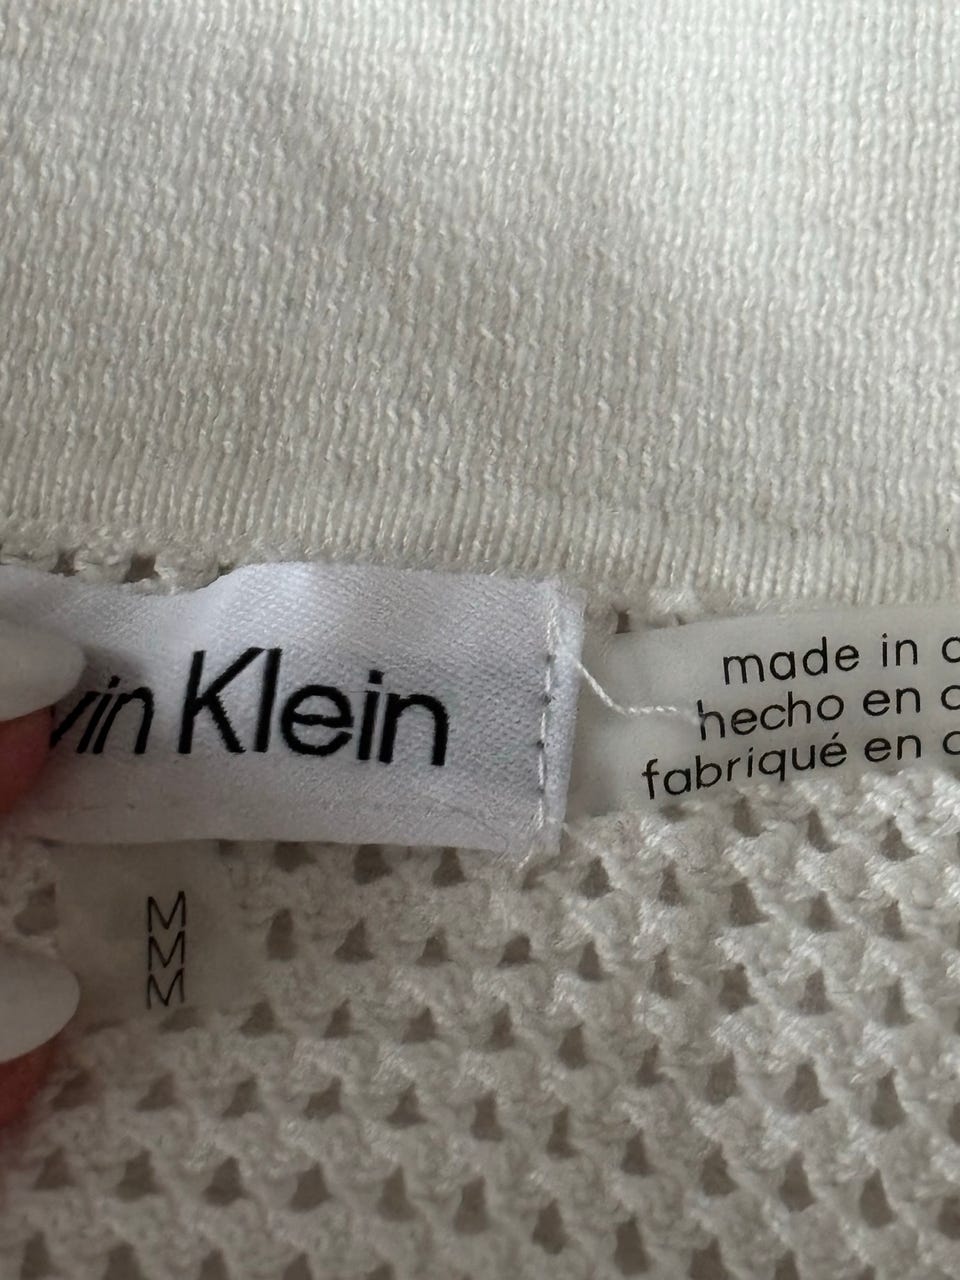 vin Klein
made in
hecho en
fabriqué en
M
M
M